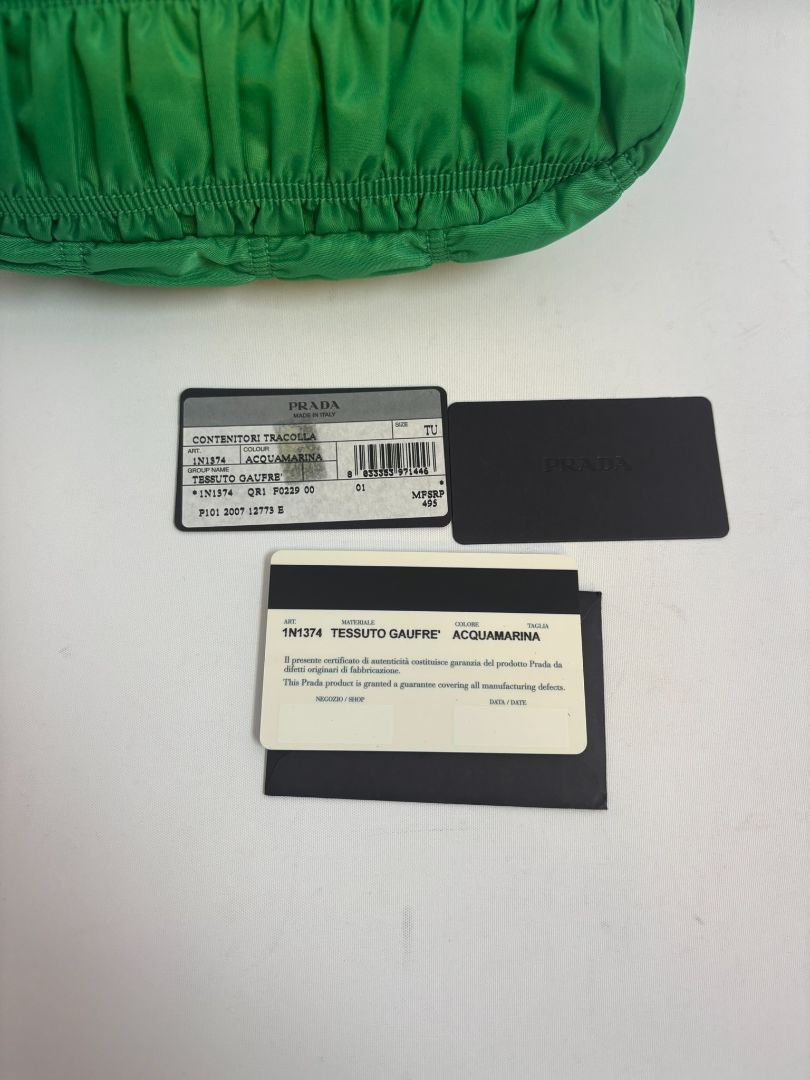 PRADA
MADE IN ITALY
CONTENITORI TRACOLLA
SIZE
TU
ART.
1N1374
COLOUR
ACQUAMARINA
GROUP NAME
TESSUTO GAUFRE'
8 033353 971446
*1N1374 QR1 F0229 00 01 *
MFSRP
495
P101 2007 12773 E
PRADA
ART. MATERIALE COLORE TAGLIA
1N1374 TESSUTO GAUFRE' ACQUAMARINA
Il presente certificato di autenticità costituisce garanzia del prodotto Prada da
difetti originari di fabbricazione.
This Prada product is granted a guarantee covering all manufacturing defects.
NEGOZIO / SHOP DATA / DATE